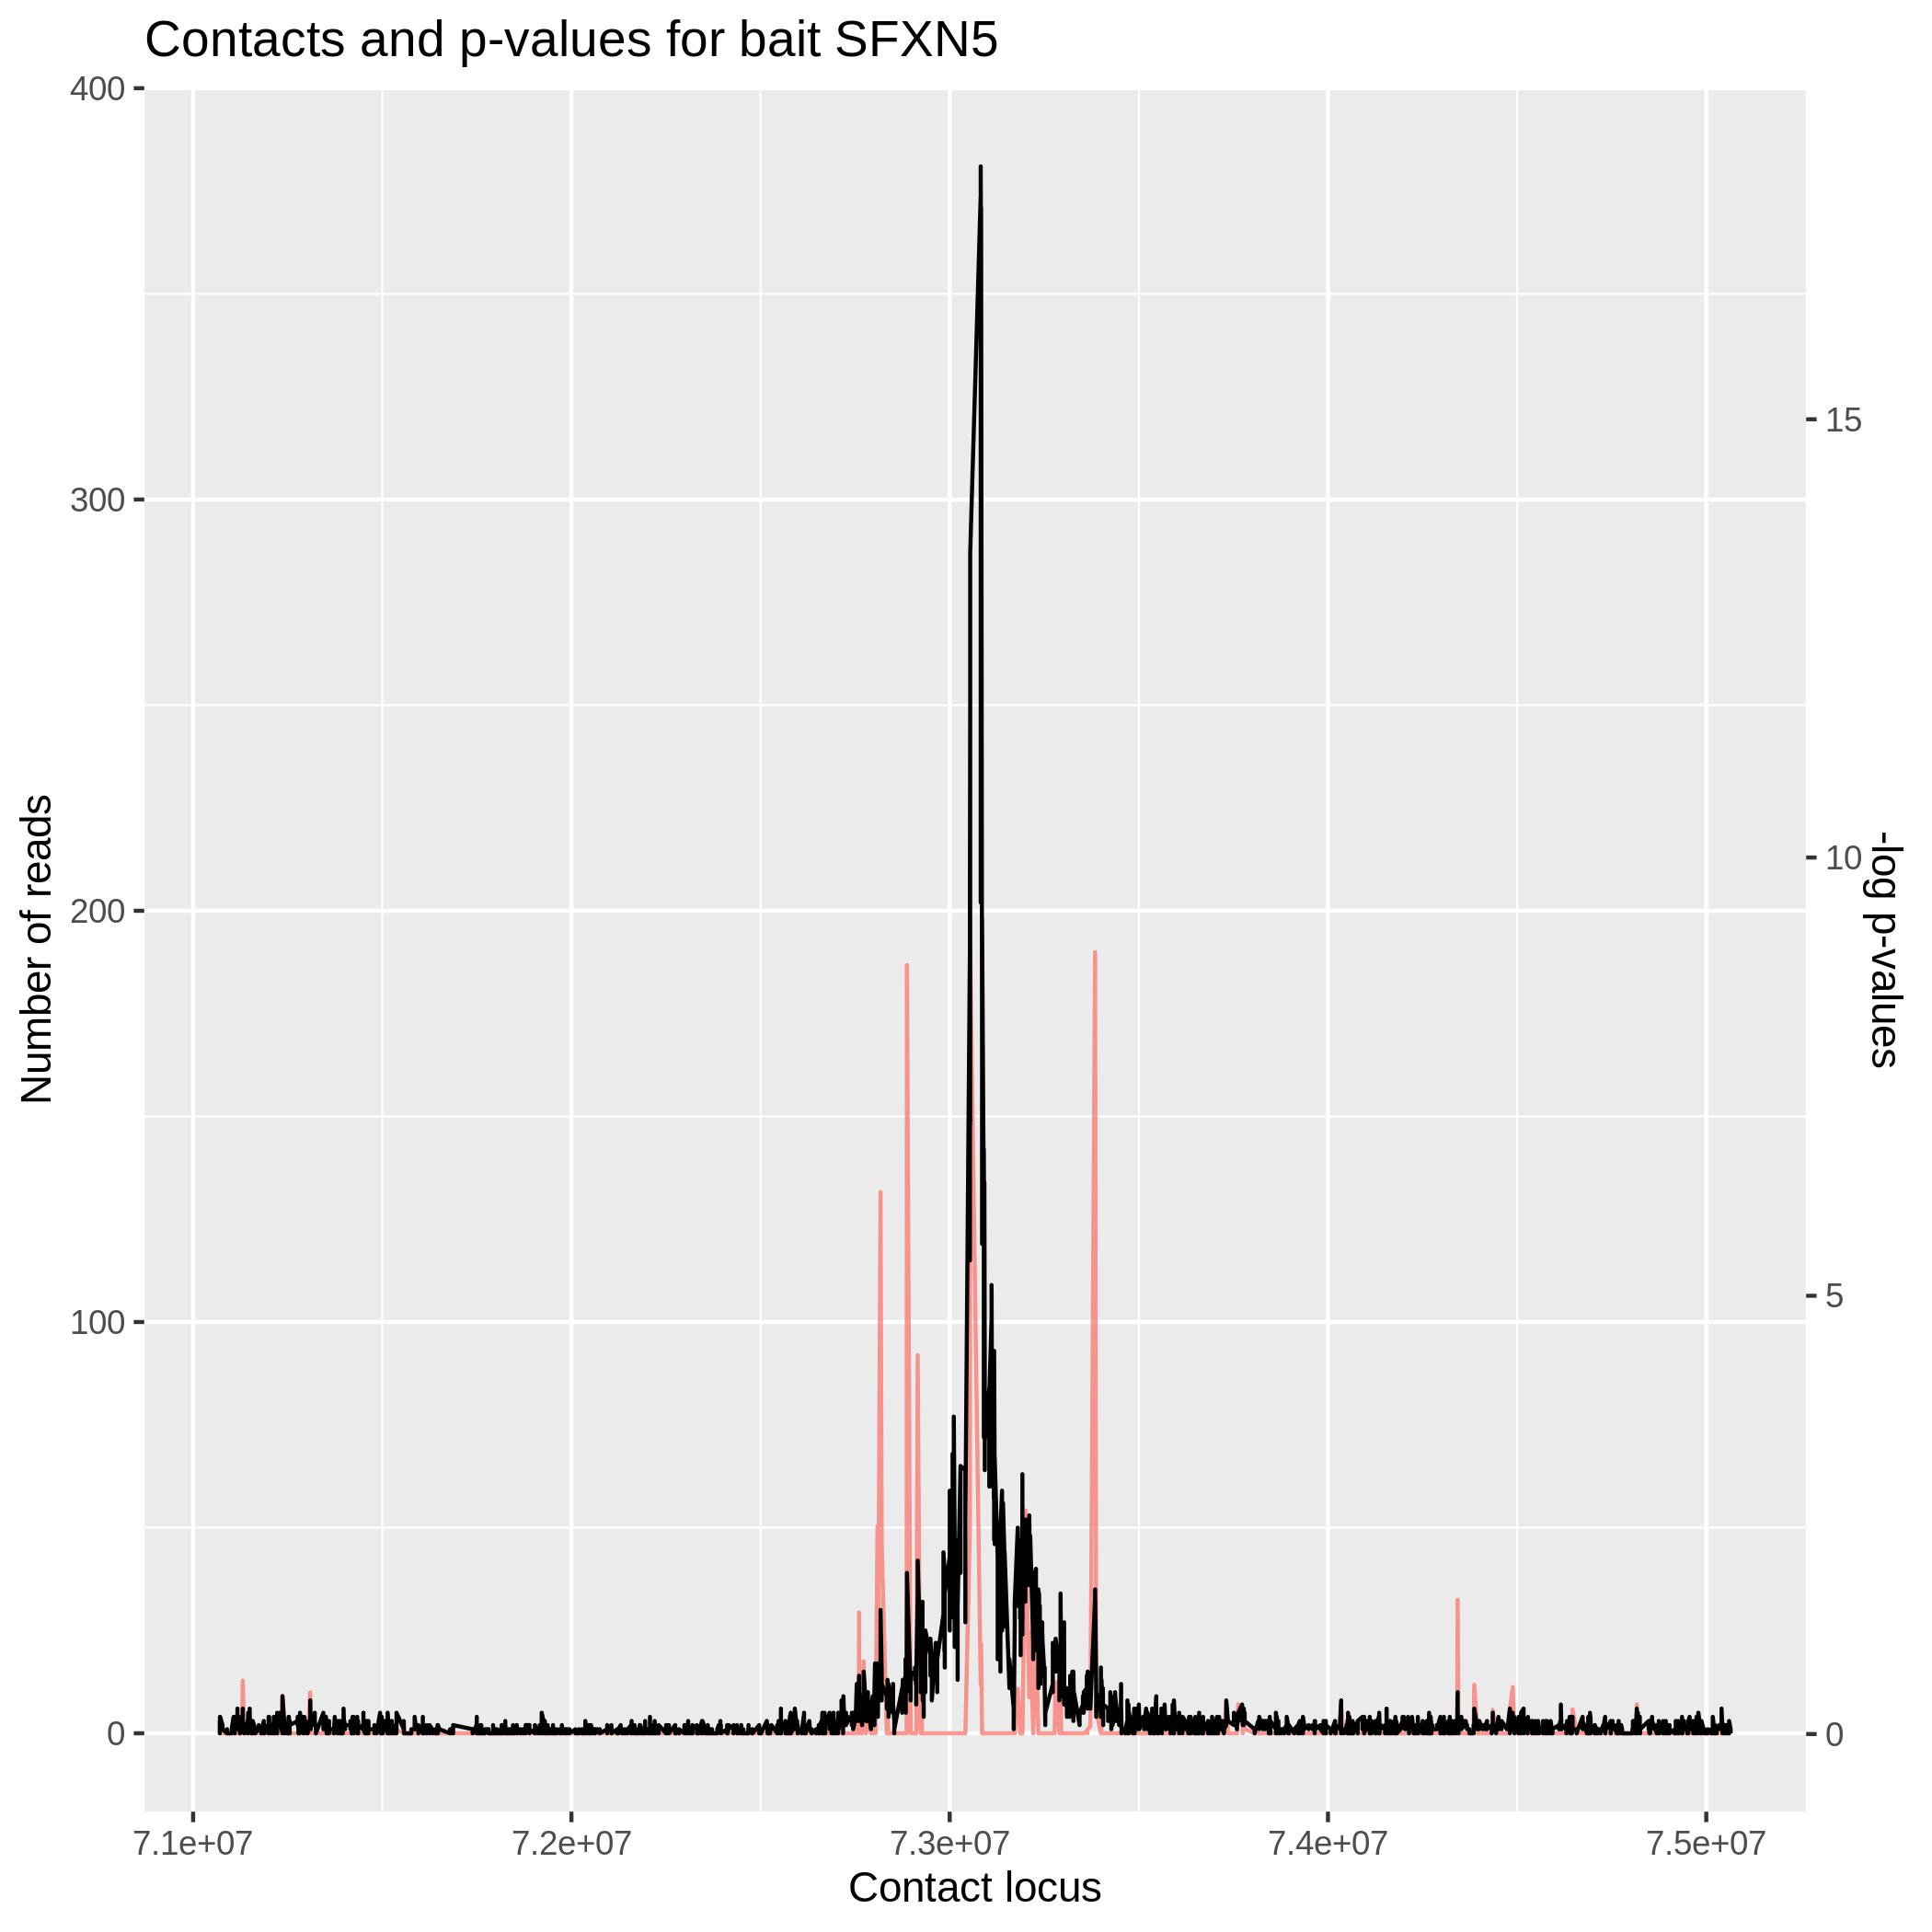 Contacts and p-values for bait SFXN5
400
300
200
100
0
Number of reads
15
10
5
0
-log p-values
7.1e+07 7.2e+07 7.3e+07 7.4e+07 7.5e+07
Contact locus